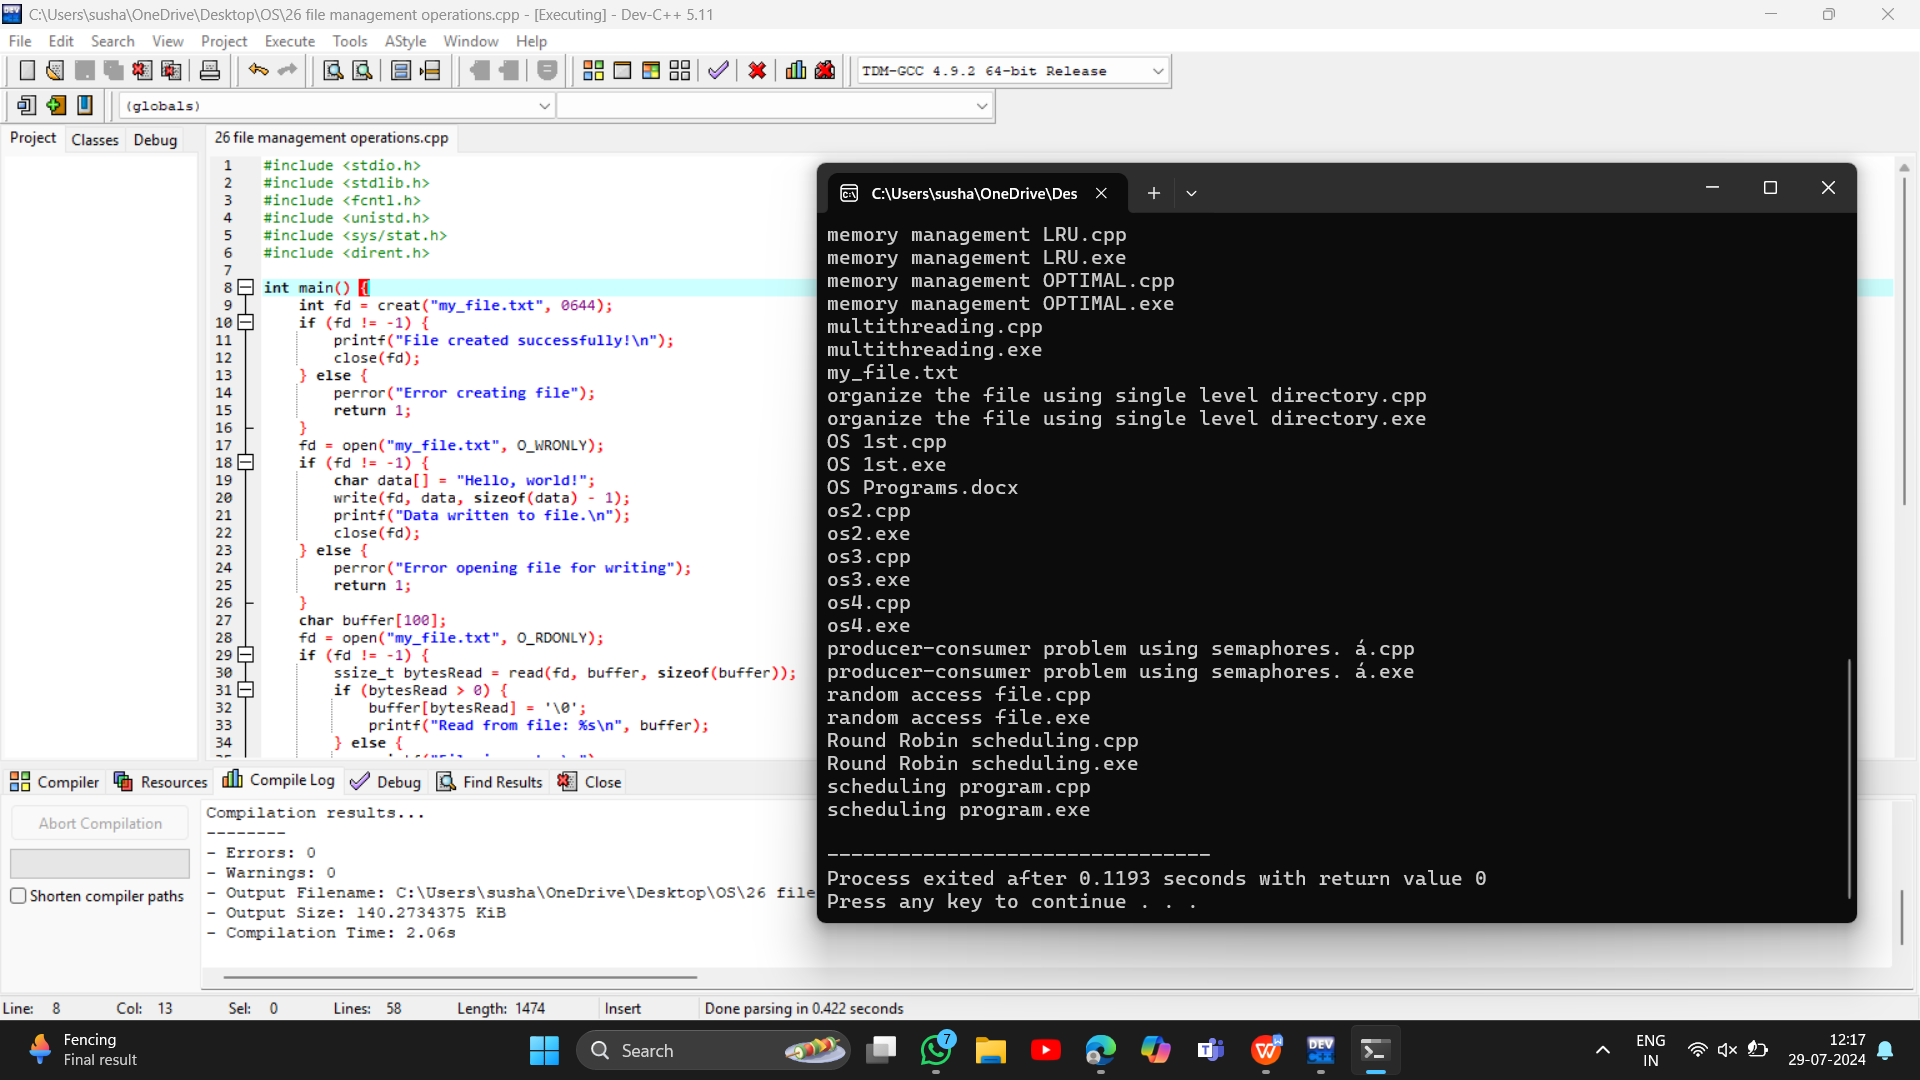 C:\Users\susha\OneDrive\Desktop\OS\26 file management operations.cpp - [Executing] - Dev-C++ 5.11
File Edit Search View Project Execute Tools AStyle Window Help
TDM-GCC 4.9.2 64-bit Release
(globals)
Project Classes Debug
26 file management operations.cpp
1 #include <stdio.h>
2 #include <stdlib.h>
3 #include <fcntl.h>
4 #include <unistd.h>
5 #include <sys/stat.h>
6 #include <dirent.h>
7
8 int main() {
9 int fd = creat("my_file.txt", 0644);
10 if (fd != -1) {
11 printf("File created successfully!\n");
12 close(fd);
13 } else {
14 perror("Error creating file");
15 return 1;
16 }
17 fd = open("my_file.txt", O_WRONLY);
18 if (fd != -1) {
19 char data[] = "Hello, world!";
20 write(fd, data, sizeof(data) - 1);
21 printf("Data written to file.\n");
22 close(fd);
23 } else {
24 perror("Error opening file for writing");
25 return 1;
26 }
27 char buffer[100];
28 fd = open("my_file.txt", O_RDONLY);
29 if (fd != -1) {
30 ssize_t bytesRead = read(fd, buffer, sizeof(buffer));
31 if (bytesRead > 0) {
32 buffer[bytesRead] = '\0';
33 printf("Read from file: %s\n", buffer);
34 } else {
C:\Users\susha\OneDrive\Des
memory management LRU.cpp
memory management LRU.exe
memory management OPTIMAL.cpp
memory management OPTIMAL.exe
multithreading.cpp
multithreading.exe
my_file.txt
organize the file using single level directory.cpp
organize the file using single level directory.exe
OS 1st.cpp
OS 1st.exe
OS Programs.docx
os2.cpp
os2.exe
os3.cpp
os3.exe
os4.cpp
os4.exe
producer-consumer problem using semaphores. á.cpp
producer-consumer problem using semaphores. á.exe
random access file.cpp
random access file.exe
Round Robin scheduling.cpp
Round Robin scheduling.exe
scheduling program.cpp
scheduling program.exe
--------------------------------
Process exited after 0.1193 seconds with return value 0
Press any key to continue . . .
Compiler Resources Compile Log Debug Find Results Close
Abort Compilation
Shorten compiler paths
Compilation results...
--------
- Errors: 0
- Warnings: 0
- Output Filename: C:\Users\susha\OneDrive\Desktop\OS\26 file
- Output Size: 140.2734375 KiB
- Compilation Time: 2.06s
Line: 8 Col: 13 Sel: 0 Lines: 58 Length: 1474 Insert Done parsing in 0.422 seconds
Fencing
Final result
Search
7
DEV
ENG
IN
12:17
29-07-2024